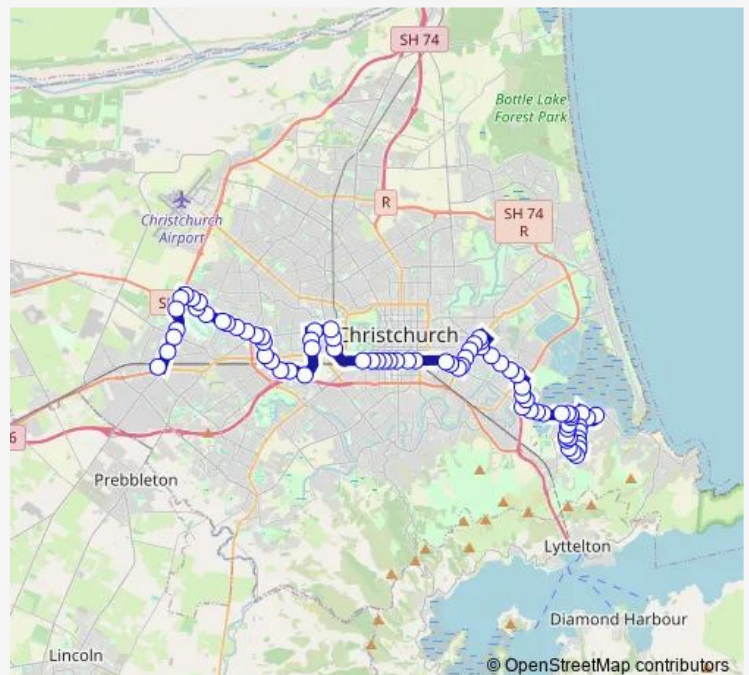 SH 74
Bottle Lake
Forest Park
R
SH 74
R
Christchurch
Airport
Christchurch
6
Prebbleton
Lyttelton
Diamond Harbour
Lincoln
© OpenStreetMap contributors